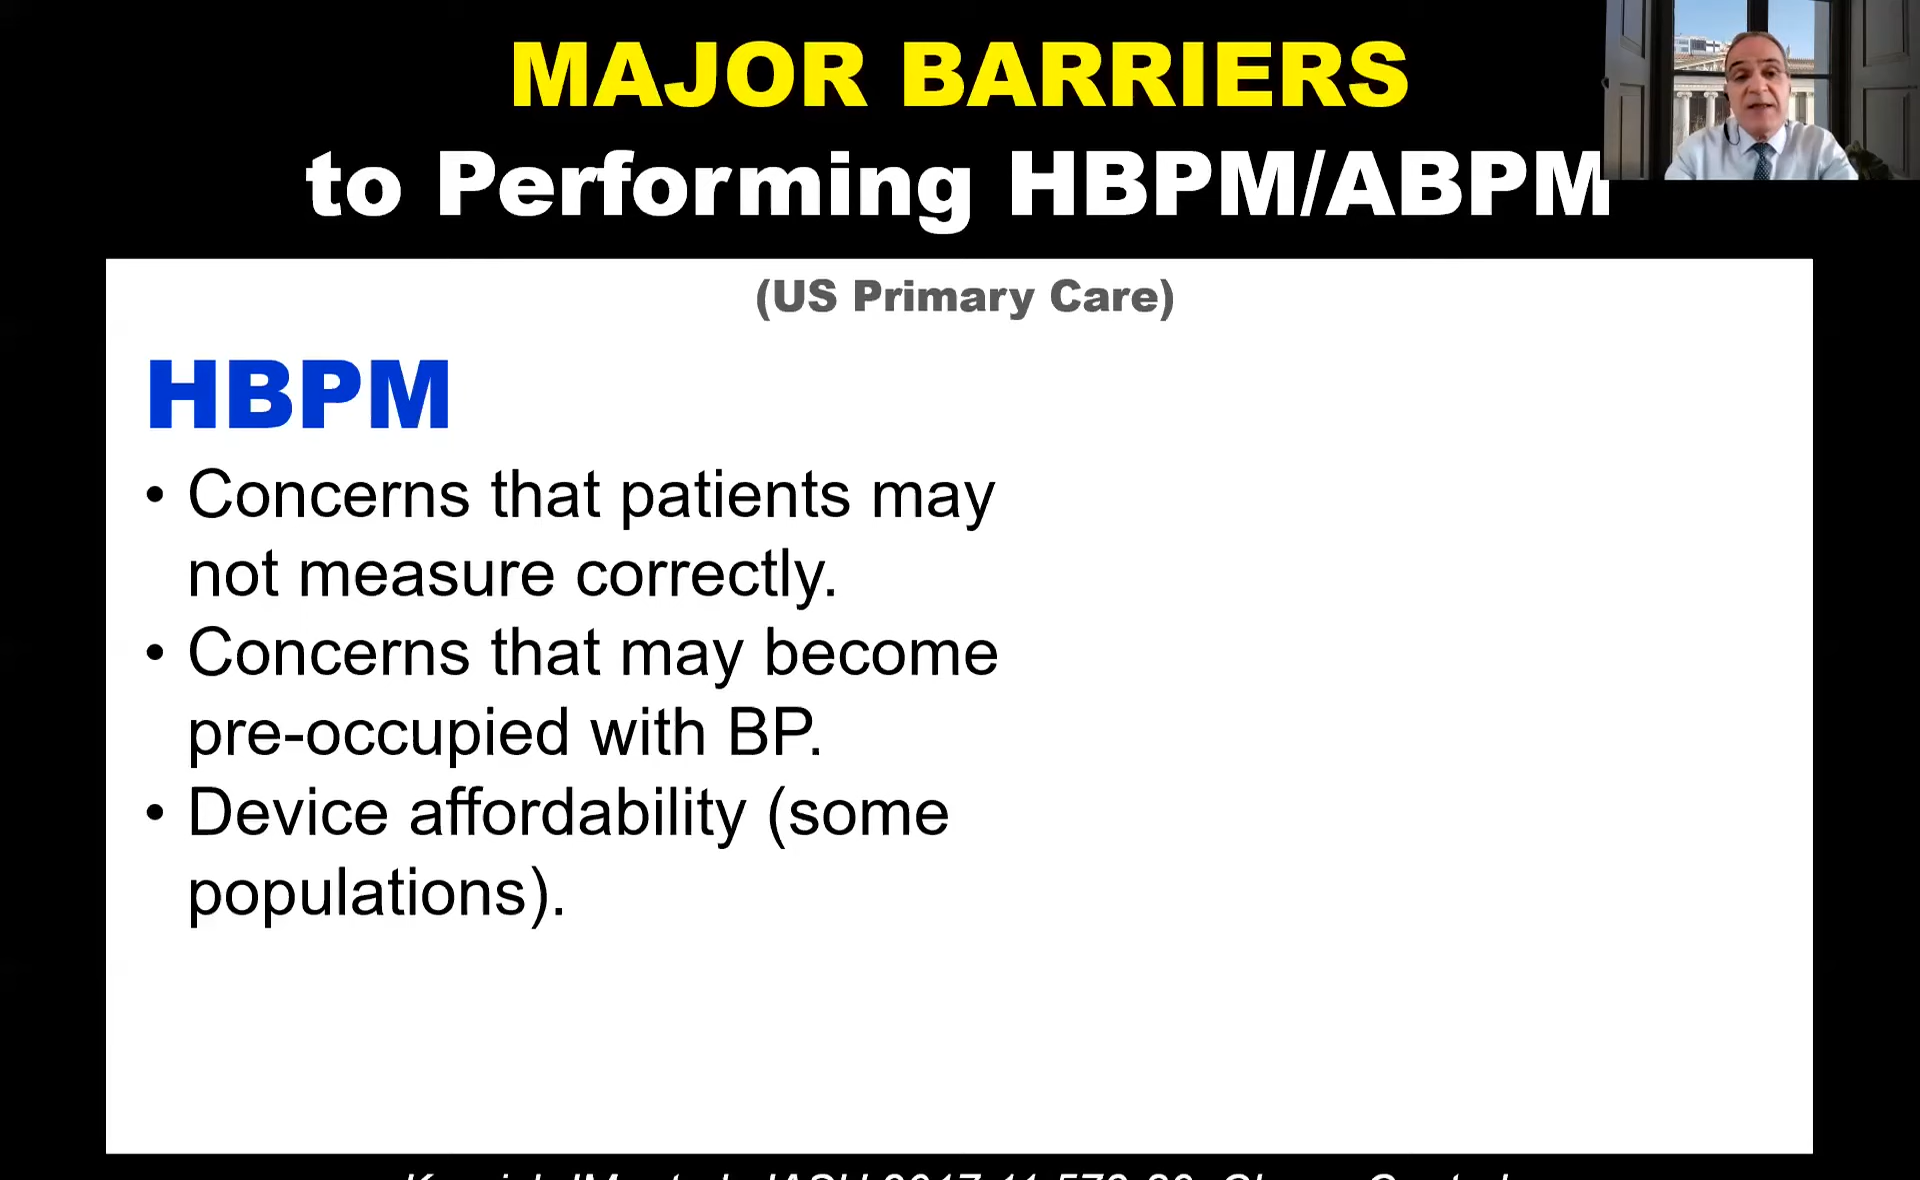 MAJOR BARRIERS
to Performing HBPM/ABPM
(US Primary Care)
HBPM
• Concerns that patients may
not measure correctly.
• Concerns that may become
pre-occupied with BP.
• Device affordability (some
populations).